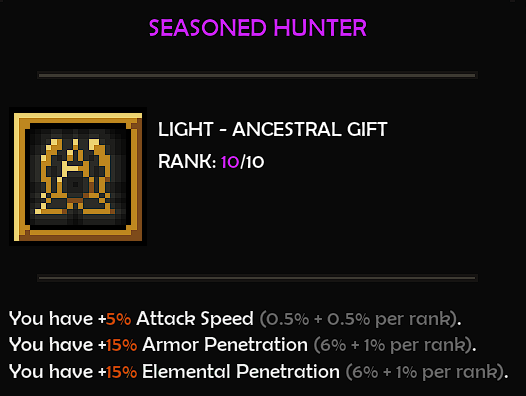 SEASONED HUNTER
LIGHT - ANCESTRAL GIFT
RANK: 10/10
You have +5% Attack Speed (0.5% + 0.5% per rank).
You have +15% Armor Penetration (6% + 1% per rank).
You have +15% Elemental Penetration (6% + 1% per rank).